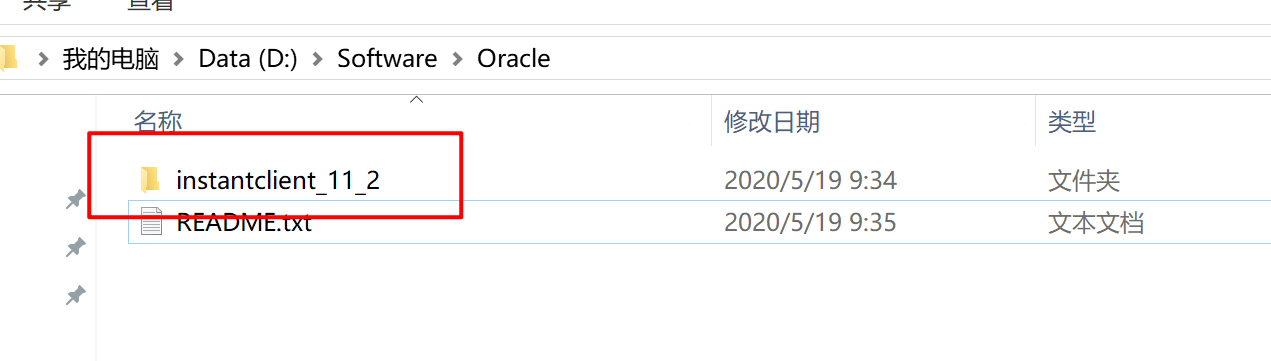 共享 查看
我的电脑 Data (D:) Software Oracle
名称 修改日期 类型
instantclient_11_2 2020/5/19 9:34 文件夹
README.txt 2020/5/19 9:35 文本文档